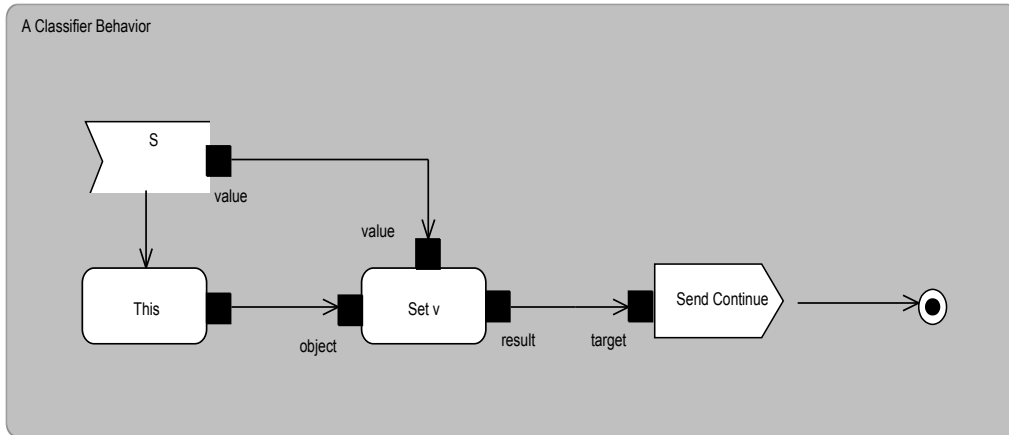 A Classifier Behavior
S
value
value
This
object
Set v
result
target
Send Continue